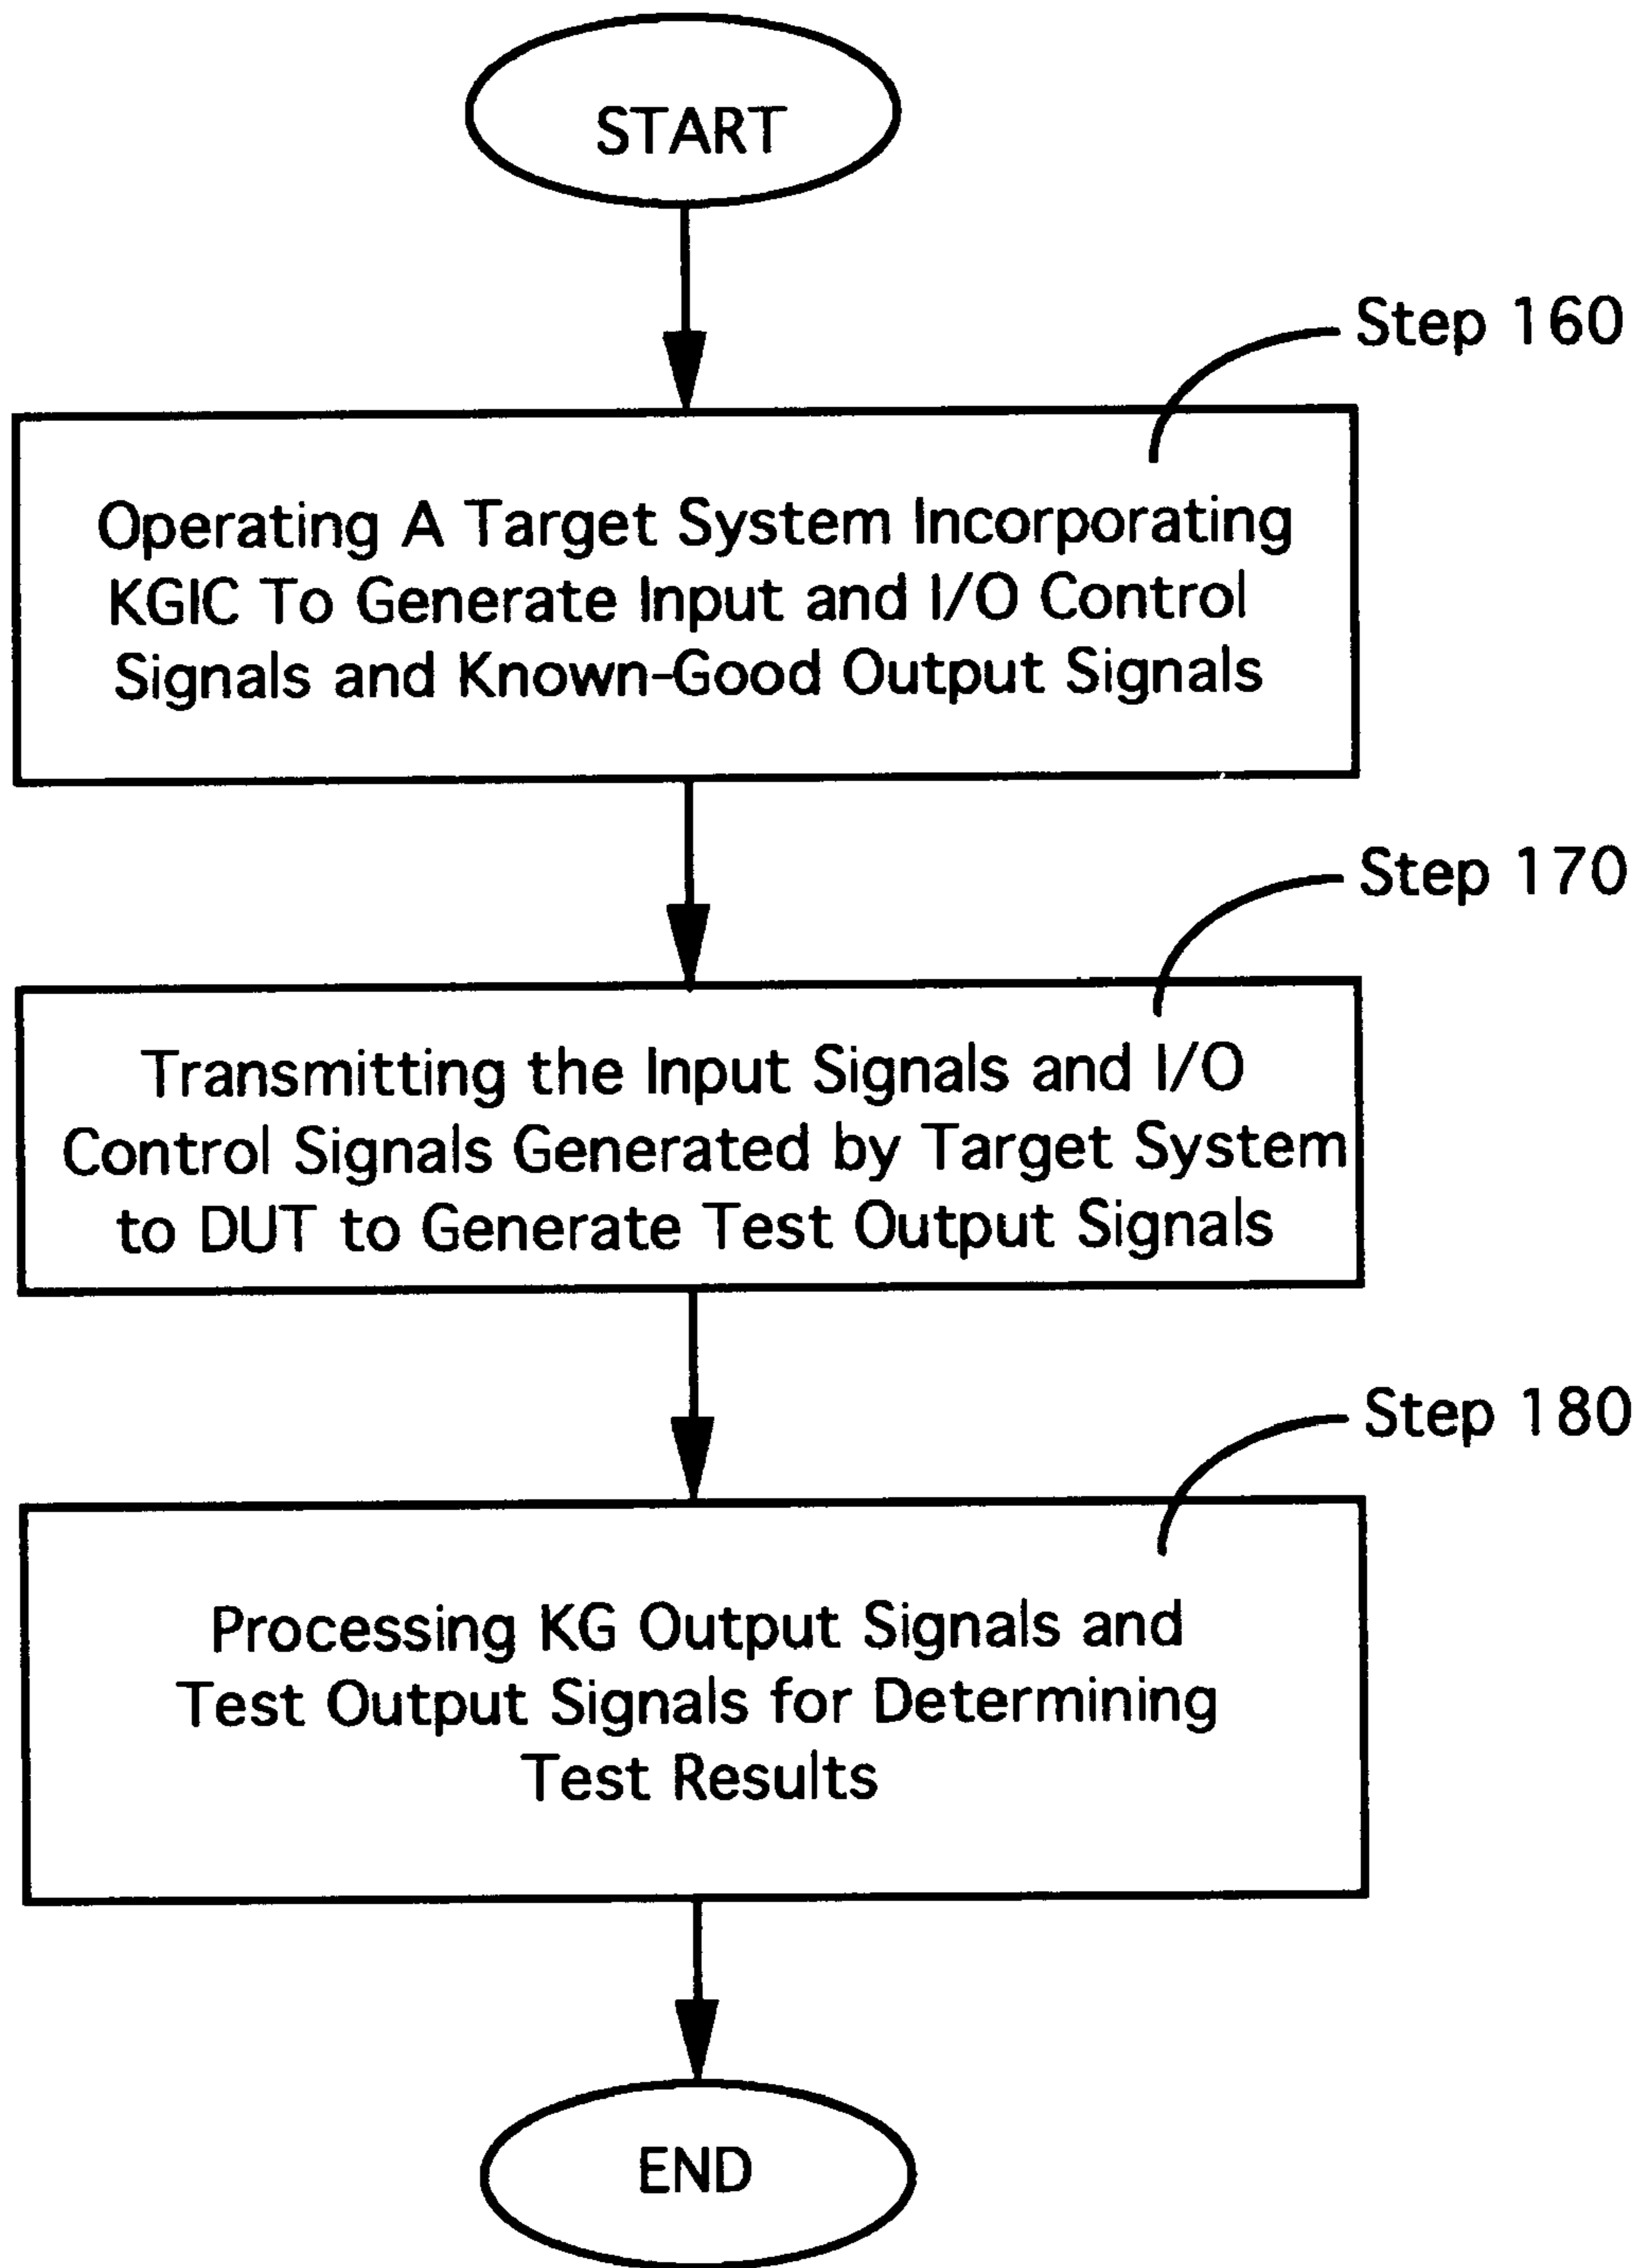 START
Step 160
Operating A Target System Incorporating
KGIC To Generate Input and I/O Control
Signals and Known-Good Output Signals
Step 170
Transmitting the Input Signals and I/O
Control Signals Generated by Target System
to DUT to Generate Test Output Signals
Step 180
Processing KG Output Signals and
Test Output Signals for Determining
Test Results
END